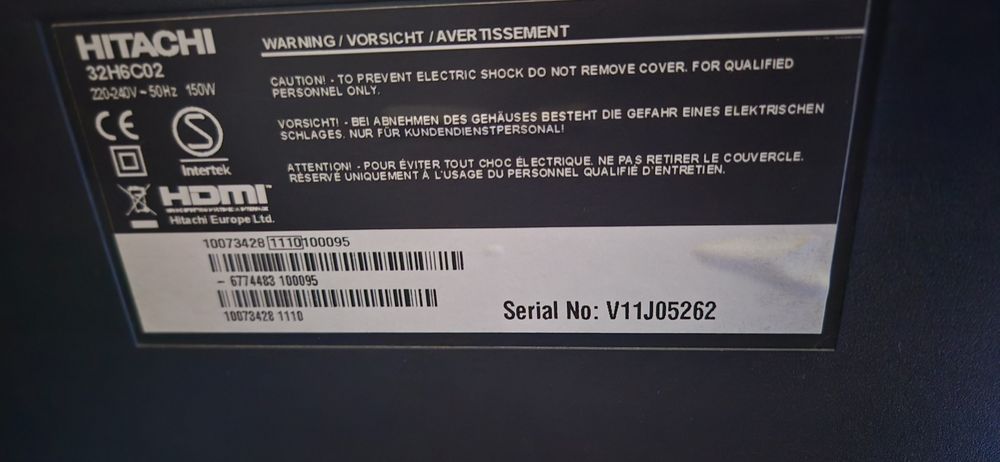 HITACHI
32H6C02
220-240V ~ 50Hz 150W
CE
S
Intertek
HDMI™
Hitachi Europe Ltd.
WARNING / VORSICHT / AVERTISSEMENT
CAUTION! - TO PREVENT ELECTRIC SHOCK DO NOT REMOVE COVER. FOR QUALIFIED
PERSONNEL ONLY.
VORSICHT! - BEI ABNEHMEN DES GEHÄUSES BESTEHT DIE GEFAHR EINES ELEKTRISCHEN
SCHLAGES. NUR FÜR KUNDENDIENSTPERSONAL!
ATTENTION! - POUR ÉVITER TOUT CHOC ÉLECTRIQUE, NE PAS RETIRER LE COUVERCLE.
RÉSERVÉ UNIQUEMENT À L'USAGE DU PERSONNEL QUALIFIÉ D'ENTRETIEN.
10073428 1110 100095
- 6774483 100095
10073428 1110
Serial No: V11J05262